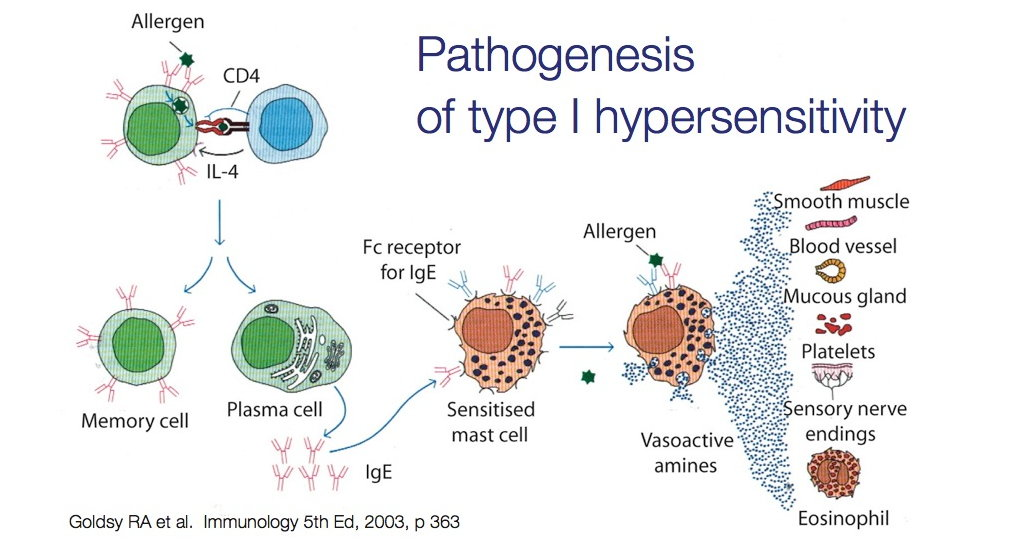 Pathogenesis
of type I hypersensitivity
Allergen
CD4
IL-4
Memory cell
Plasma cell
IgE
Fc receptor
for IgE
Sensitised
mast cell
Allergen
Vasoactive
amines
Smooth muscle
Blood vessel
Mucous gland
Platelets
Sensory nerve
endings
Eosinophil
Goldsy RA et al. Immunology 5th Ed, 2003, p 363